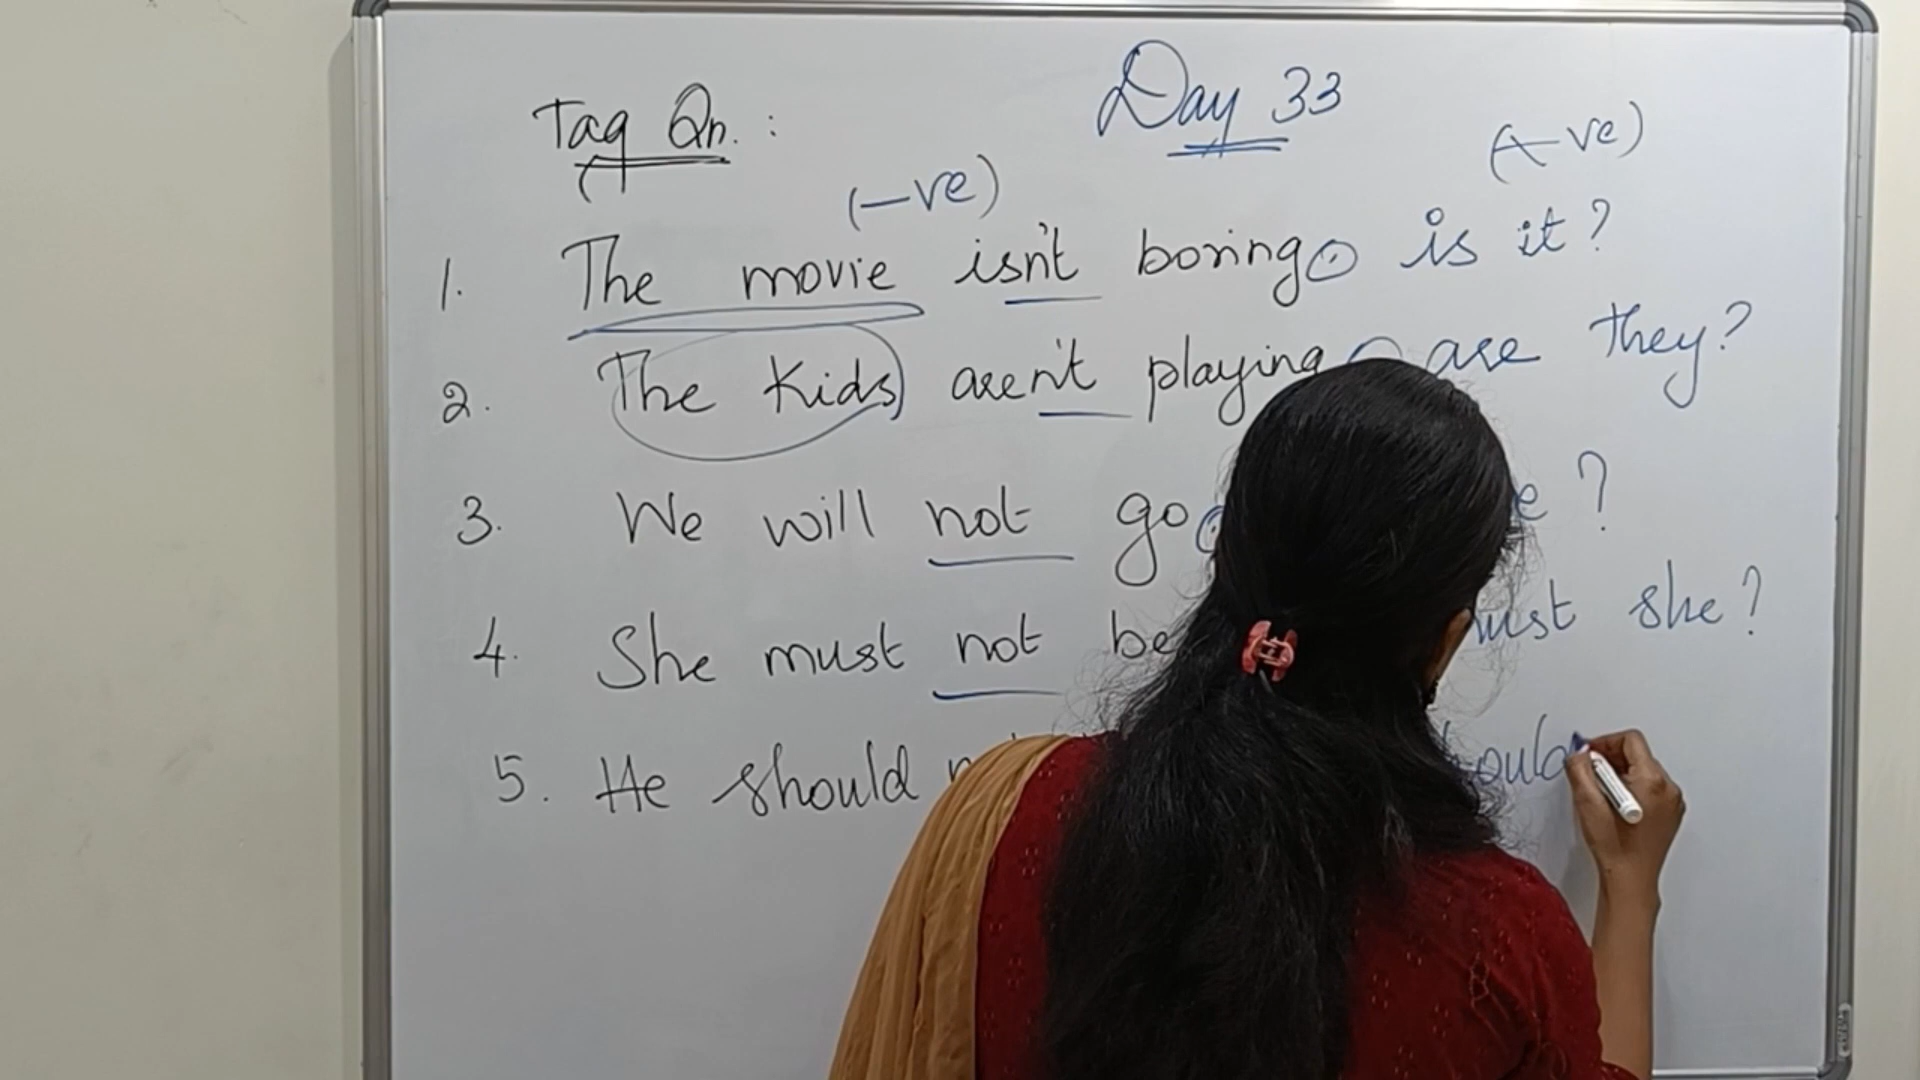 Day 33
Tag Qn. :
(-ve) (+ve)
1. The movie isn't boring, is it?
2. The Kids aren't playing are they?
3. We will not go ?
4. She must not be must she?
5. He should should